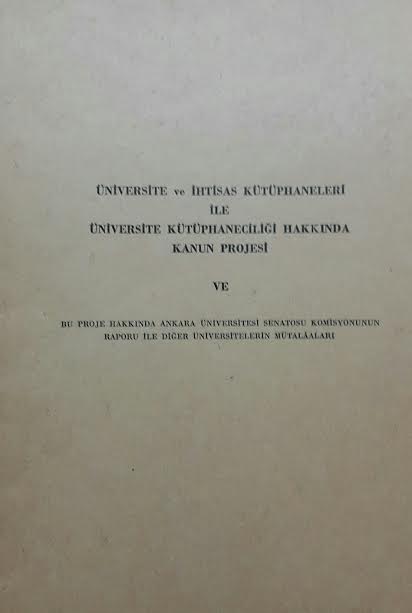 ÜNİVERSİTE ve İHTİSAS KÜTÜPHANELERİ
İLE
ÜNİVERSİTE KÜTÜPHANECİLİĞİ HAKKINDA
KANUN PROJESİ
VE
BU PROJE HAKKINDA ANKARA ÜNİVERSİTESİ SENATOSU KOMİSYONUNUN
RAPORU İLE DİĞER ÜNİVERSİTELERİN MÜTALÂALARI